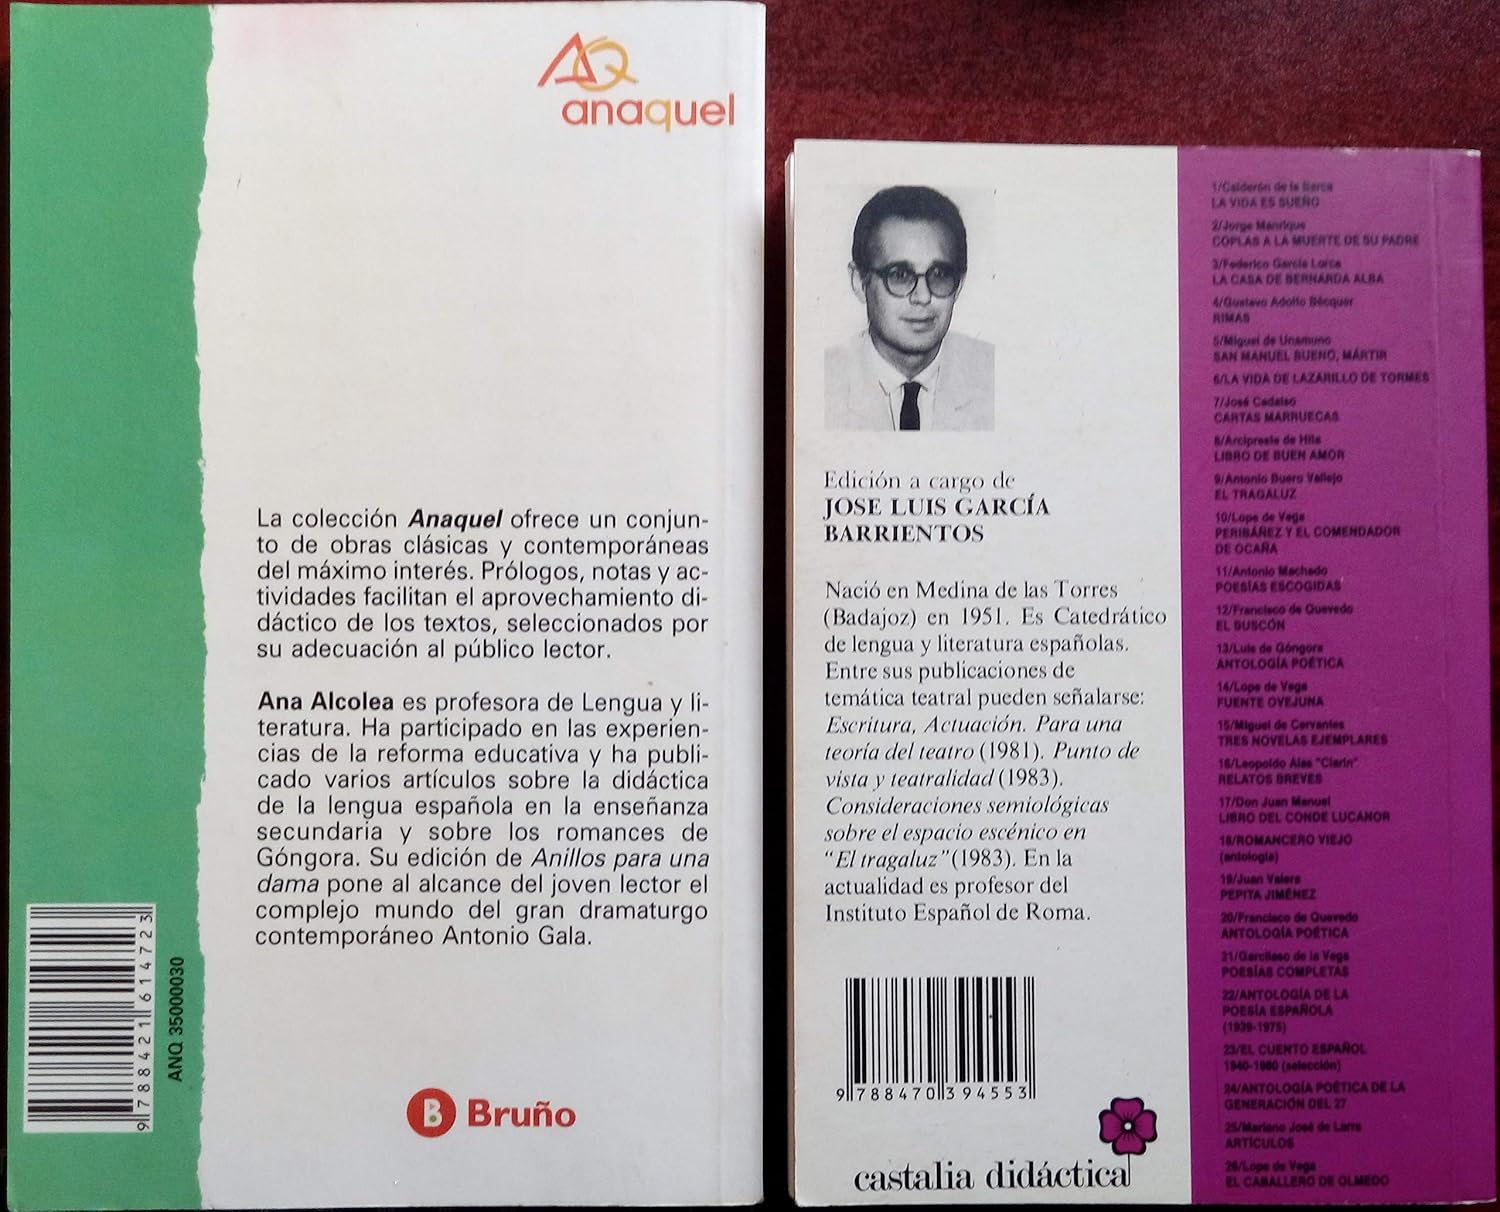 AQ
anaquel
La colección Anaquel ofrece un conjun-
to de obras clásicas y contemporáneas
del máximo interés. Prólogos, notas y ac-
tividades facilitan el aprovechamiento di-
dáctico de los textos, seleccionados por
su adecuación al público lector.
Ana Alcolea es profesora de Lengua y li-
teratura. Ha participado en las experien-
cias de la reforma educativa y ha publi-
cado varios artículos sobre la didáctica
de la lengua española en la enseñanza
secundaria y sobre los romances de
Góngora. Su edición de Anillos para una
dama pone al alcance del joven lector el
complejo mundo del gran dramaturgo
contemporáneo Antonio Gala.
9 788421 614723
ANQ 35000030
B Bruño
Edición a cargo de
JOSE LUIS GARCÍA
BARRIENTOS
Nació en Medina de las Torres
(Badajoz) en 1951. Es Catedrático
de lengua y literatura españolas.
Entre sus publicaciones de
temática teatral pueden señalarse:
Escritura, Actuación. Para una
teoría del teatro (1981). Punto de
vista y teatralidad (1983).
Consideraciones semiológicas
sobre el espacio escénico en
"El tragaluz" (1983). En la
actualidad es profesor del
Instituto Español de Roma.
9 788470 394553
castalia didáctica
1/Calderón de la Barca
LA VIDA ES SUEÑO
2/Jorge Manrique
COPLAS A LA MUERTE DE SU PADRE
3/Federico García Lorca
LA CASA DE BERNARDA ALBA
4/Gustavo Adolfo Bécquer
RIMAS
5/Miguel de Unamuno
SAN MANUEL BUENO, MÁRTIR
6/LA VIDA DE LAZARILLO DE TORMES
7/José Cadalso
CARTAS MARRUECAS
8/Arcipreste de Hita
LIBRO DE BUEN AMOR
9/Antonio Buero Vallejo
EL TRAGALUZ
10/Lope de Vega
PERIBÁÑEZ Y EL COMENDADOR
DE OCAÑA
11/Antonio Machado
POESÍAS ESCOGIDAS
12/Francisco de Quevedo
EL BUSCÓN
13/Luis de Góngora
ANTOLOGÍA POÉTICA
14/Lope de Vega
FUENTE OVEJUNA
15/Miguel de Cervantes
TRES NOVELAS EJEMPLARES
16/Leopoldo Alas "Clarín"
RELATOS BREVES
17/Don Juan Manuel
LIBRO DEL CONDE LUCANOR
18/ROMANCERO VIEJO
(antología)
19/Juan Valera
PEPITA JIMÉNEZ
20/Francisco de Quevedo
ANTOLOGÍA POÉTICA
21/Garcilaso de la Vega
POESÍAS COMPLETAS
22/ANTOLOGÍA DE LA
POESÍA ESPAÑOLA
(1939-1975)
23/EL CUENTO ESPAÑOL
1940-1980 (selección)
24/ANTOLOGÍA POÉTICA DE LA
GENERACIÓN DEL 27
25/Mariano José de Larra
ARTÍCULOS
26/Lope de Vega
EL CABALLERO DE OLMEDO